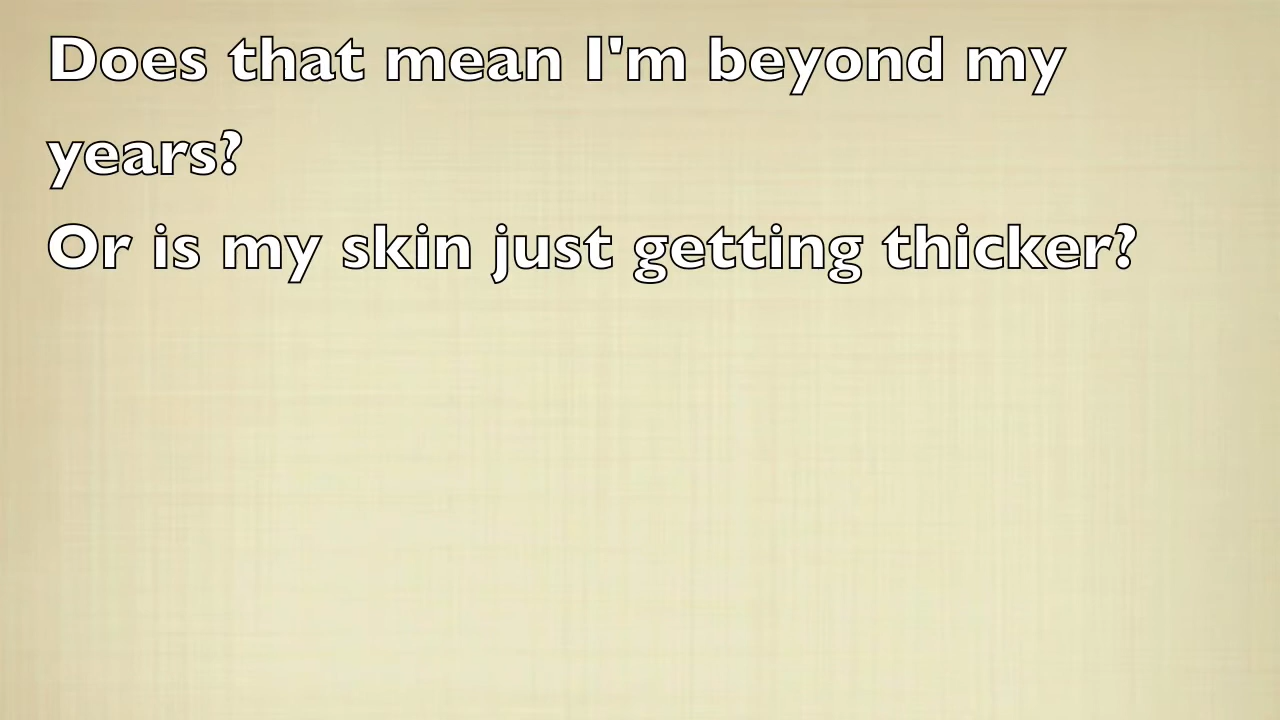 Does that mean I'm beyond my
years?
Or is my skin just getting thicker?